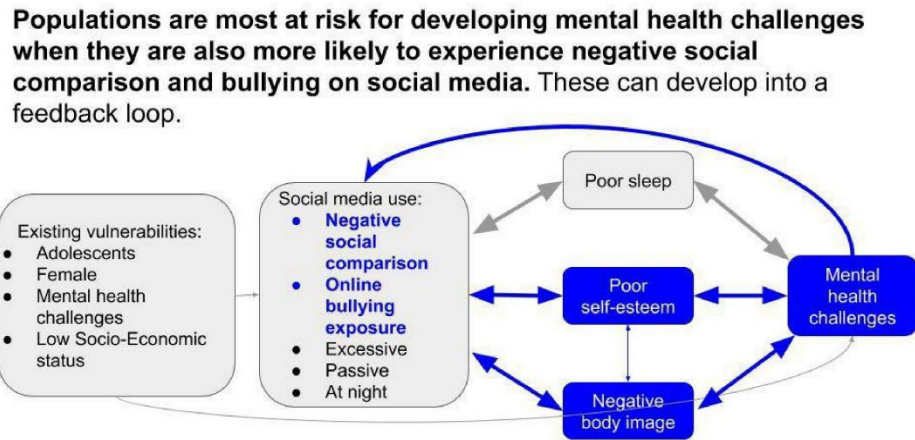 Populations are most at risk for developing mental health challenges
when they are also more likely to experience negative social
comparison and bullying on social media. These can develop into a
feedback loop.
Existing vulnerabilities:
● Adolescents
● Female
● Mental health
challenges
● Low Socio-Economic
status
Social media use:
● Negative
social
comparison
● Online
bullying
exposure
● Excessive
● Passive
● At night
Poor sleep
Poor
self-esteem
Negative
body image
Mental
health
challenges